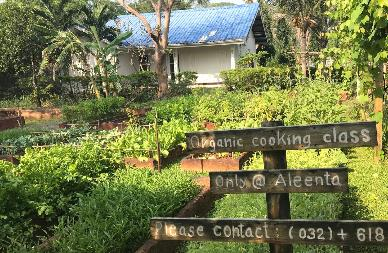 Organic cooking class
Only @ Aleenta
Please contact (032)+ 618